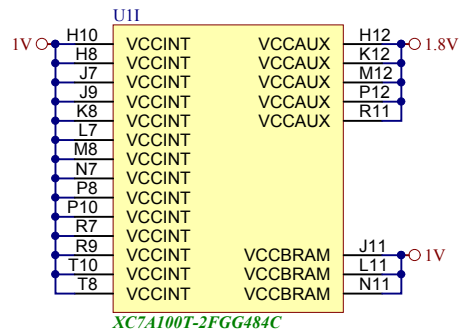 U1I
1V H10 VCCINT VCCAUX H12 1.8V
H8 VCCINT VCCAUX K12
J7 VCCINT VCCAUX M12
J9 VCCINT VCCAUX P12
K8 VCCINT VCCAUX R11
L7 VCCINT
M8 VCCINT
N7 VCCINT
P8 VCCINT
P10 VCCINT
R7 VCCINT
R9 VCCINT VCCBRAM J11 1V
T10 VCCINT VCCBRAM L11
T8 VCCINT VCCBRAM N11
XC7A100T-2FGG484C